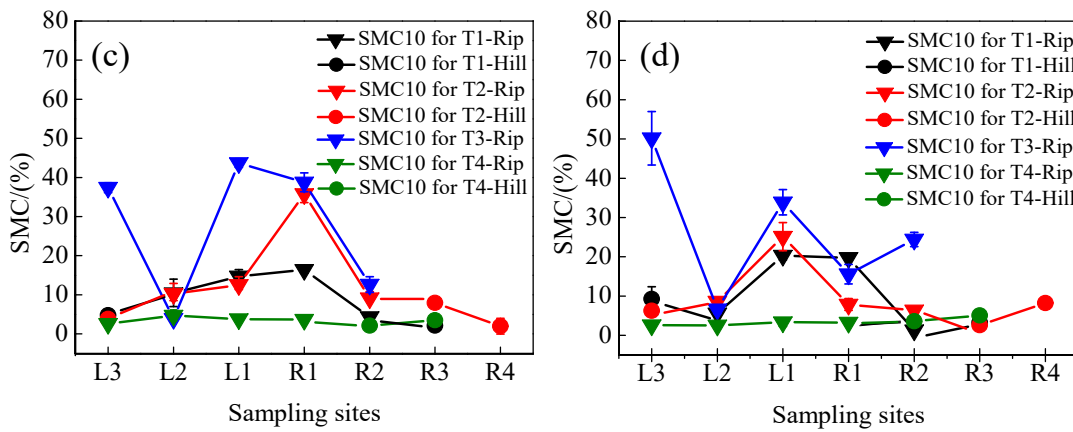 (c)
SMC/(%)
80
70
60
50
40
30
20
10
0
SMC10 for T1-Rip
SMC10 for T1-Hill
SMC10 for T2-Rip
SMC10 for T2-Hill
SMC10 for T3-Rip
SMC10 for T4-Rip
SMC10 for T4-Hill
L3 L2 L1 R1 R2 R3 R4
Sampling sites
(d)
SMC/(%)
80
70
60
50
40
30
20
10
0
SMC10 for T1-Rip
SMC10 for T1-Hill
SMC10 for T2-Rip
SMC10 for T2-Hill
SMC10 for T3-Rip
SMC10 for T4-Rip
SMC10 for T4-Hill
L3 L2 L1 R1 R2 R3 R4
Sampling sites